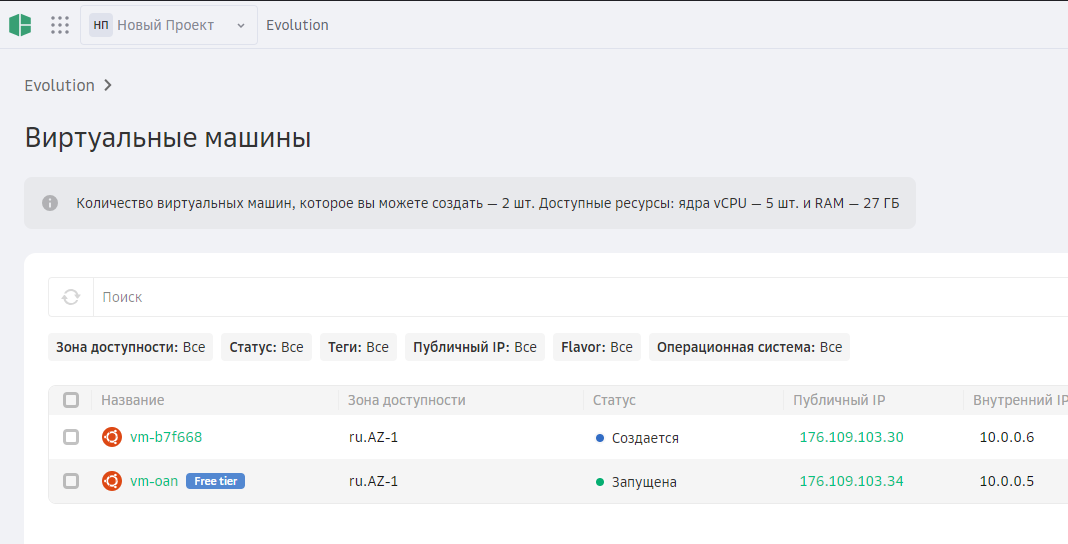 НП Новый Проект Evolution
Evolution
Виртуальные машины
Количество виртуальных машин, которое вы можете создать — 2 шт. Доступные ресурсы: ядра vCPU — 5 шт. и RAM — 27 ГБ
Поиск
Зона доступности: Все Статус: Все Теги: Все Публичный IP: Все Flavor: Все Операционная система: Все
Название Зона доступности Статус Публичный IP Внутренний IP
vm-b7f668 ru.AZ-1 Создается 176.109.103.30 10.0.0.6
vm-oan Free tier ru.AZ-1 Запущена 176.109.103.34 10.0.0.5